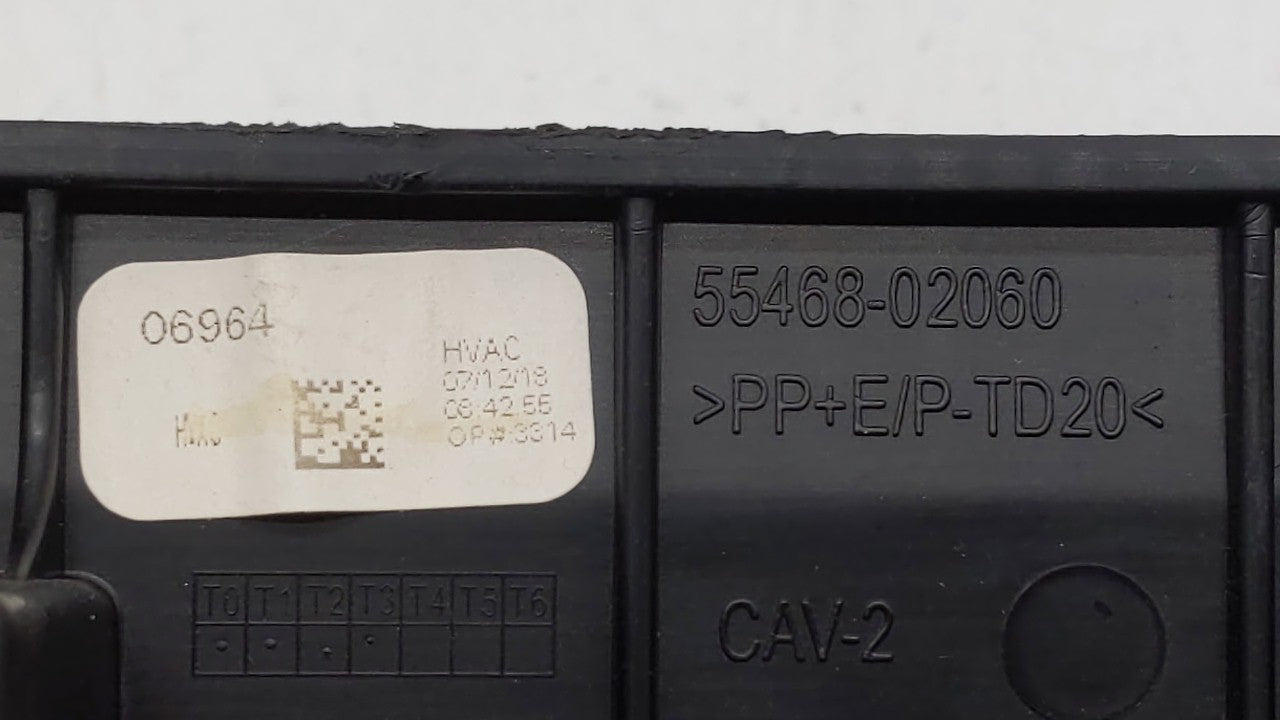 06964
HVAC
HVAC
07/12/18
08:42:55
OP#:3314
T0 T1 T2 T3 T4 T5 T6
55468-02060
>PP+E/P-TD20<
CAV-2